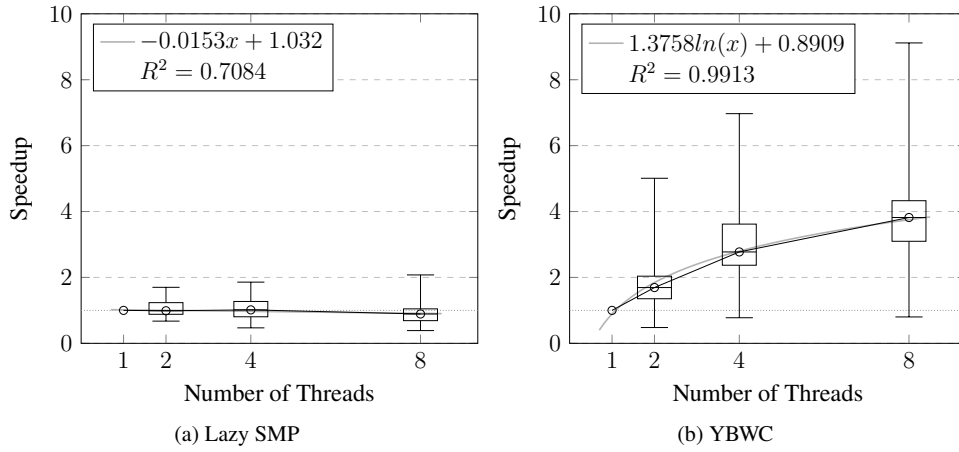 10
8
6
4
2
0
1
2
4
8
Speedup
Number of Threads
−0.0153x + 1.032
R² = 0.7084
(a) Lazy SMP
10
8
6
4
2
0
1
2
4
8
Speedup
Number of Threads
1.3758ln(x) + 0.8909
R² = 0.9913
(b) YBWC